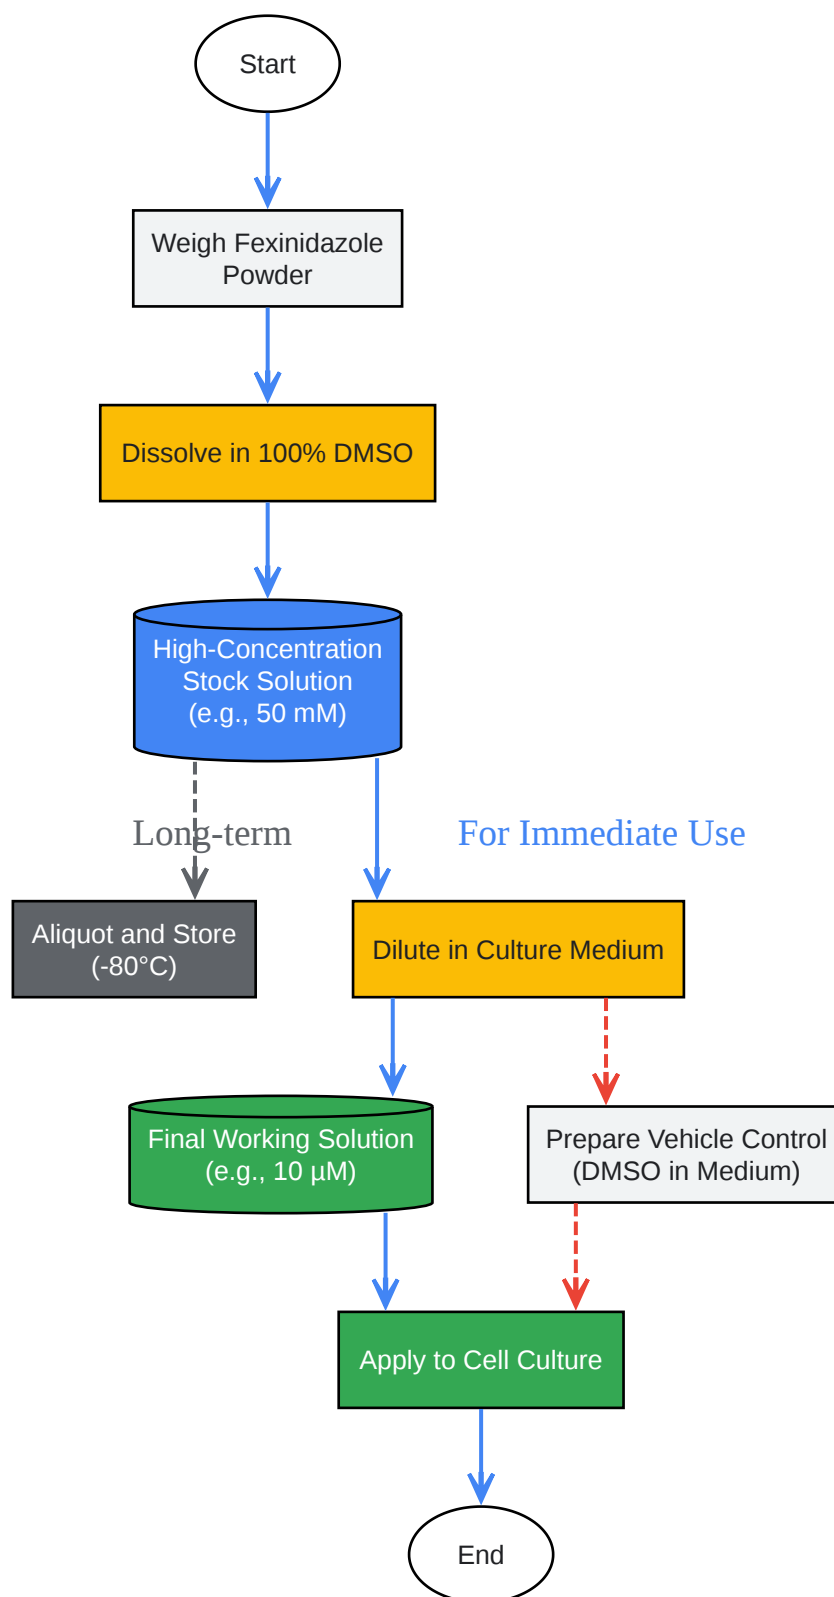 Start
Weigh Fexinidazole
Powder
Dissolve in 100% DMSO
High-Concentration
Stock Solution
(e.g., 50 mM)
Long-term
For Immediate Use
Aliquot and Store
(-80°C)
Dilute in Culture Medium
Final Working Solution
(e.g., 10 µM)
Prepare Vehicle Control
(DMSO in Medium)
Apply to Cell Culture
End